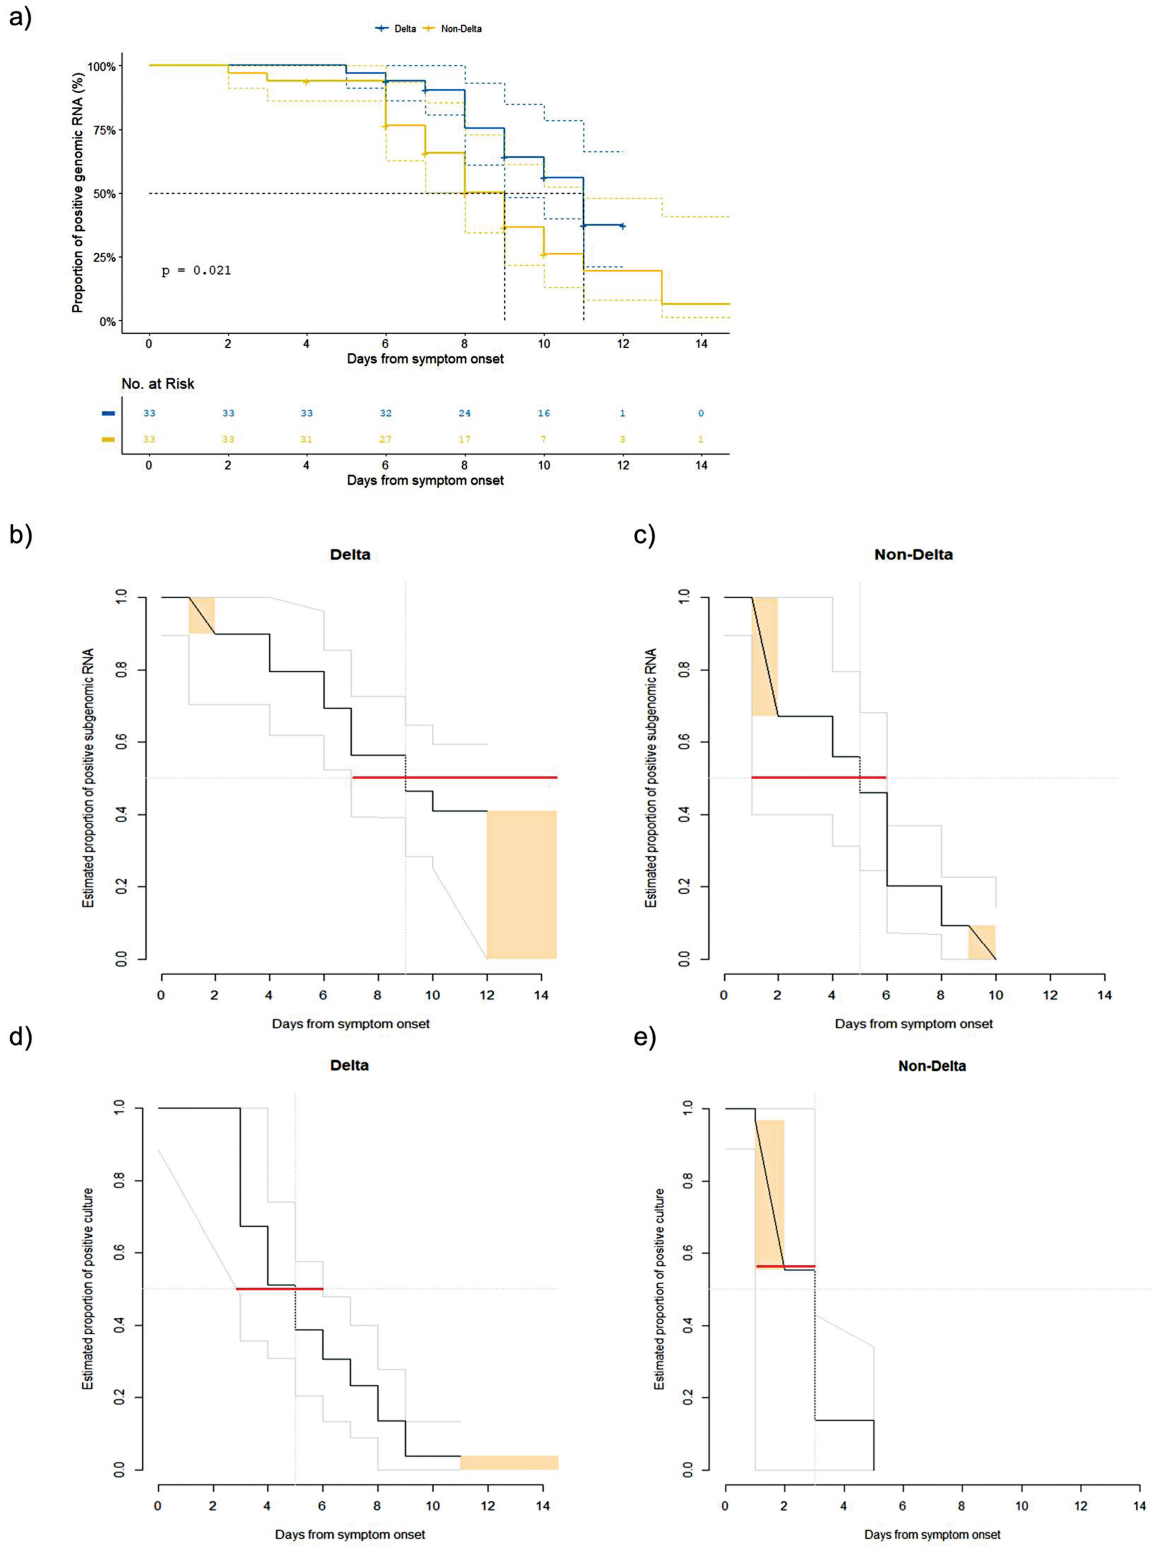 a)
Delta Non-Delta
Proportion of positive genomic RNA (%)
100%
75%
50%
25%
0%
p = 0.021
0 2 4 6 8 10 12 14
Days from symptom onset
No. at Risk
33 33 33 32 24 16 1 0
33 33 31 27 17 7 3 1
0 2 4 6 8 10 12 14
Days from symptom onset
b)
Delta
Estimated proportion of positive subgenomic RNA
1.0
0.8
0.6
0.4
0.2
0.0
0 2 4 6 8 10 12 14
Days from symptom onset
c)
Non-Delta
Estimated proportion of positive subgenomic RNA
1.0
0.8
0.6
0.4
0.2
0.0
0 2 4 6 8 10 12 14
Days from symptom onset
d)
Delta
Estimated proportion of positive culture
1.0
0.8
0.6
0.4
0.2
0.0
0 2 4 6 8 10 12 14
Days from symptom onset
e)
Non-Delta
Estimated proportion of positive culture
1.0
0.8
0.6
0.4
0.2
0.0
0 2 4 6 8 10 12 14
Days from symptom onset